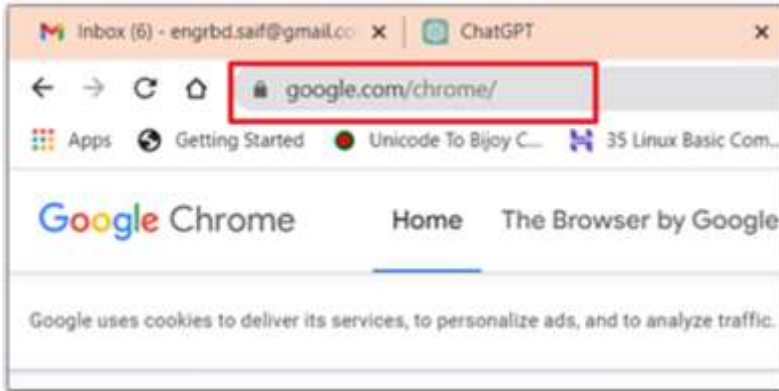 Inbox (6) - engrbd.saif@gmail.co ChatGPT
google.com/chrome/
Apps Getting Started Unicode To Bijoy C... 35 Linux Basic Com...
Google Chrome Home The Browser by Google
Google uses cookies to deliver its services, to personalize ads, and to analyze traffic.